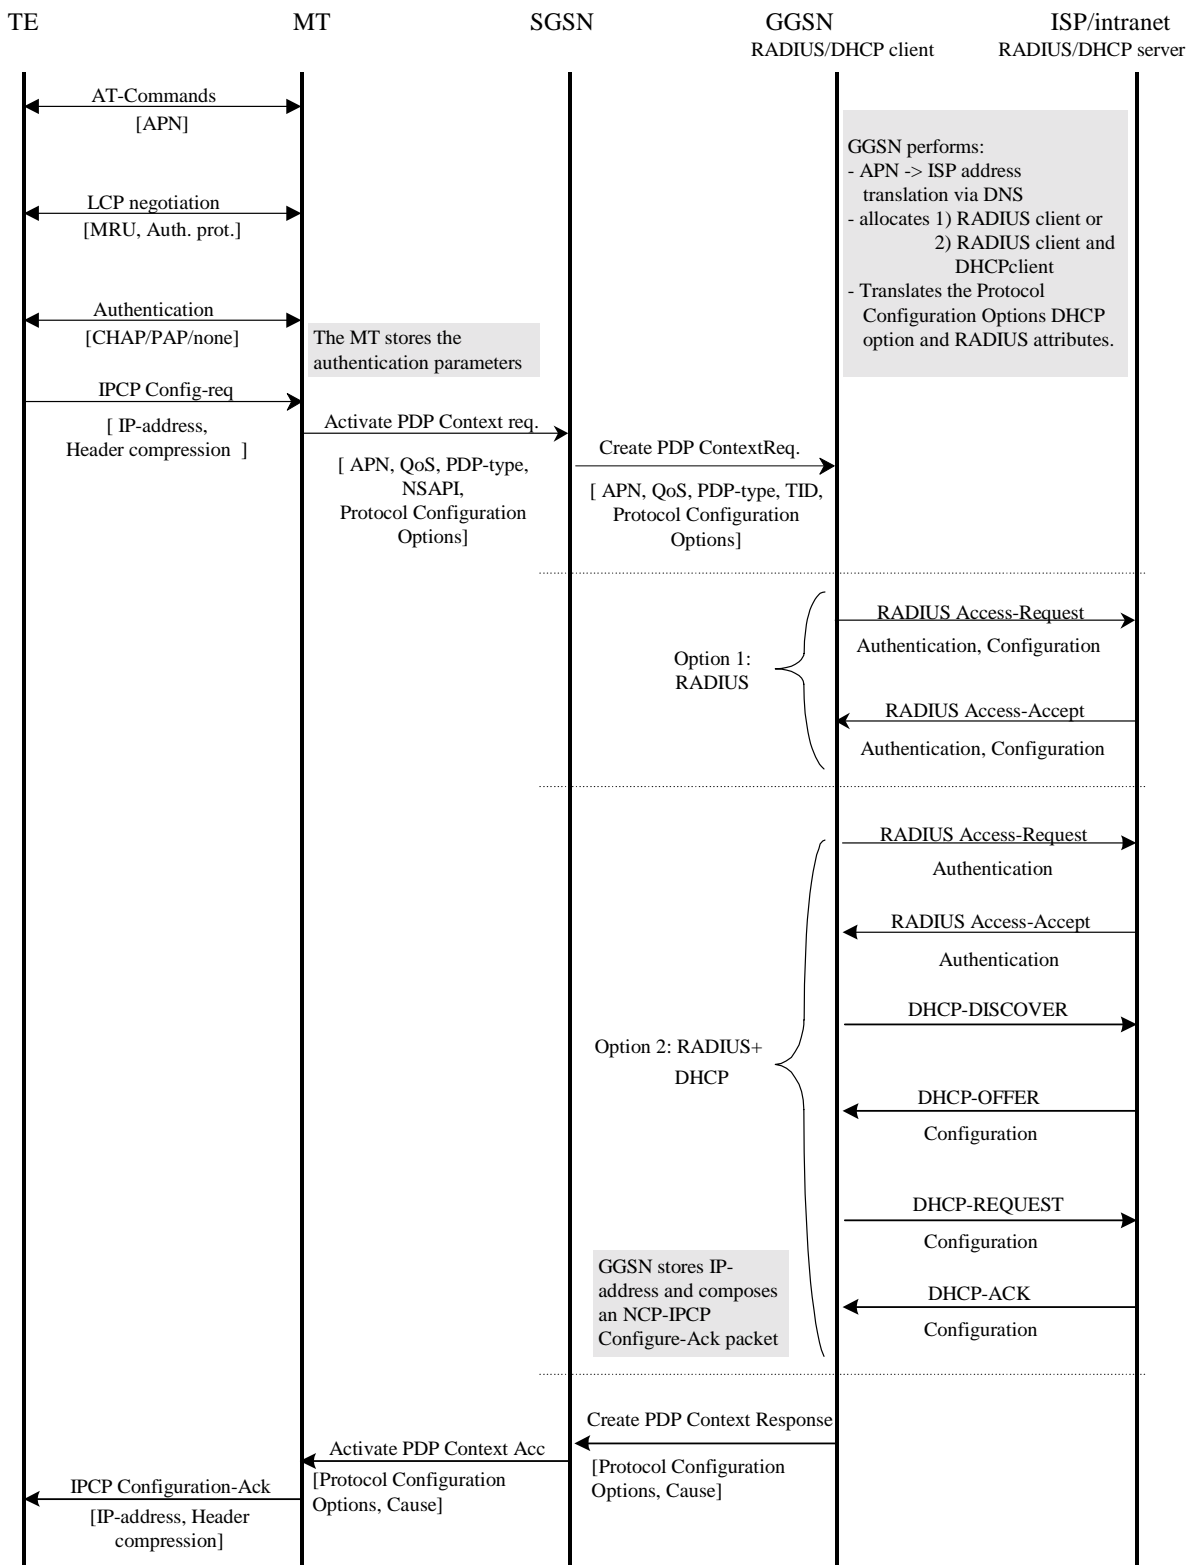 TE
MT
SGSN
GGSN
ISP/intranet
RADIUS/DHCP client
RADIUS/DHCP server
AT-Commands
[APN]
GGSN performs:
- APN -> ISP address
translation via DNS
- allocates 1) RADIUS client or
2) RADIUS client and
DHCPclient
- Translates the Protocol
Configuration Options DHCP
option and RADIUS attributes.
LCP negotiation
[MRU, Auth. prot.]
Authentication
[CHAP/PAP/none]
The MT stores the
authentication parameters
IPCP Config-req
[ IP-address,
Header compression ]
Activate PDP Context req.
[ APN, QoS, PDP-type,
NSAPI,
Protocol Configuration
Options]
Create PDP ContextReq.
[ APN, QoS, PDP-type, TID,
Protocol Configuration
Options]
Option 1:
RADIUS
RADIUS Access-Request
Authentication, Configuration
RADIUS Access-Accept
Authentication, Configuration
Option 2: RADIUS+
DHCP
RADIUS Access-Request
Authentication
RADIUS Access-Accept
Authentication
DHCP-DISCOVER
DHCP-OFFER
Configuration
DHCP-REQUEST
Configuration
DHCP-ACK
Configuration
GGSN stores IP-
address and composes
an NCP-IPCP
Configure-Ack packet
Create PDP Context Response
[Protocol Configuration
Options, Cause]
Activate PDP Context Acc
[Protocol Configuration
Options, Cause]
IPCP Configuration-Ack
[IP-address, Header
compression]